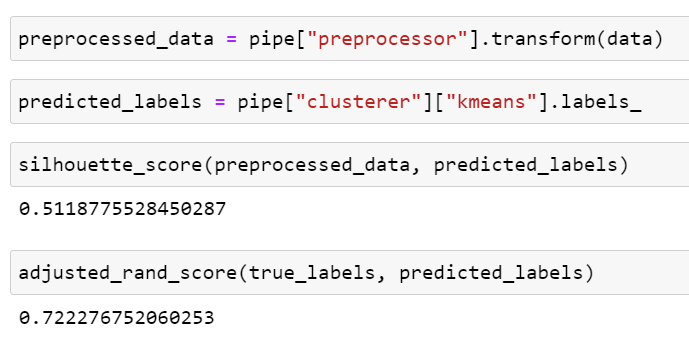 preprocessed_data = pipe["preprocessor"].transform(data)
predicted_labels = pipe["clusterer"]["kmeans"].labels_
silhouette_score(preprocessed_data, predicted_labels)
0.5118775528450287
adjusted_rand_score(true_labels, predicted_labels)
0.722276752060253